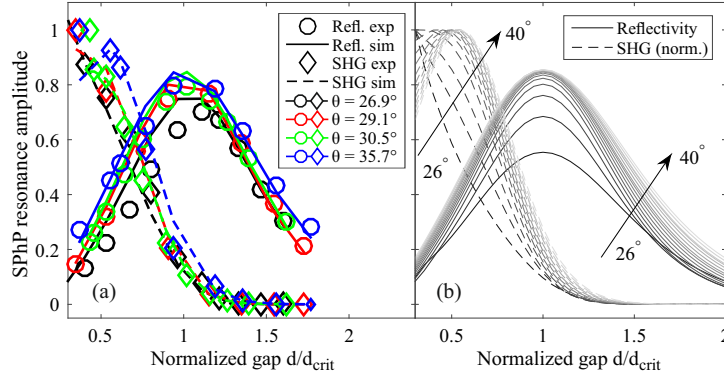 SPhP resonance amplitude
1
0.8
0.6
0.4
0.2
0
0.5
1
1.5
2
Normalized gap d/dcrit
(a)
Refl. exp
Refl. sim
SHG exp
SHG sim
θ = 26.9°
θ = 29.1°
θ = 30.5°
θ = 35.7°
Reflectivity
SHG (norm.)
40°
26°
40°
26°
(b)
0.5
1
1.5
2
Normalized gap d/dcrit